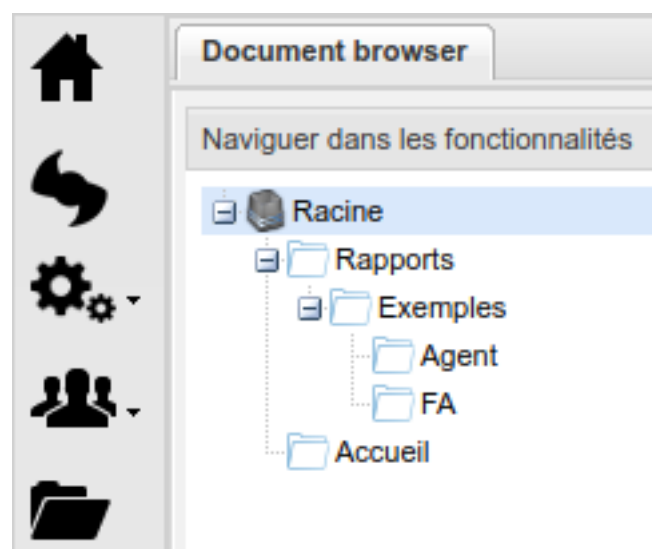 Document browser
Naviguer dans les fonctionnalités
Racine
Rapports
Exemples
Agent
FA
Accueil